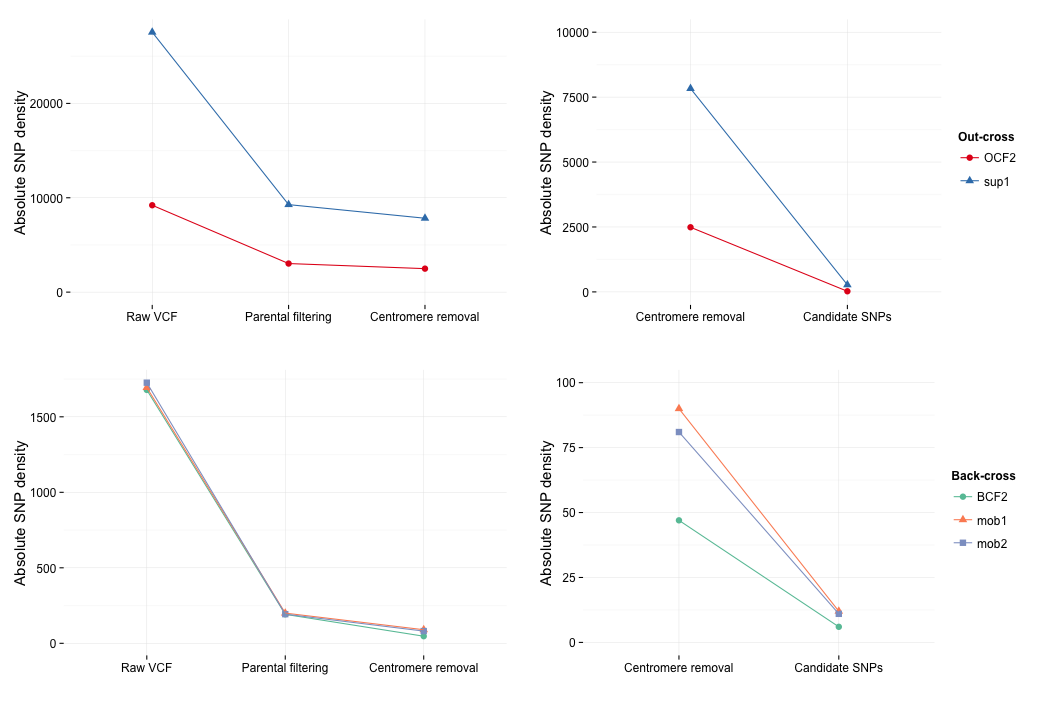 Absolute SNP density
20000
10000
0
Raw VCF
Parental filtering
Centromere removal
Absolute SNP density
10000
7500
5000
2500
0
Centromere removal
Candidate SNPs
Out-cross
OCF2
sup1
Absolute SNP density
1500
1000
500
0
Raw VCF
Parental filtering
Centromere removal
Absolute SNP density
100
75
50
25
0
Centromere removal
Candidate SNPs
Back-cross
BCF2
mob1
mob2